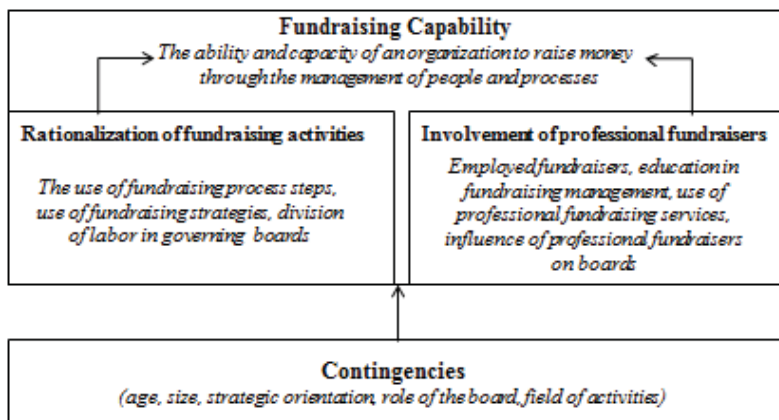 Fundraising Capability
The ability and capacity of an organization to raise money
through the management of people and processes
Rationalization of fundraising activities
The use of fundraising process steps,
use of fundraising strategies, division
of labor in governing boards
Involvement of professional fundraisers
Employed fundraisers, education in
fundraising management, use of
professional fundraising services,
influence of professional fundraisers
on boards
Contingencies
(age, size, strategic orientation, role of the board, field of activities)